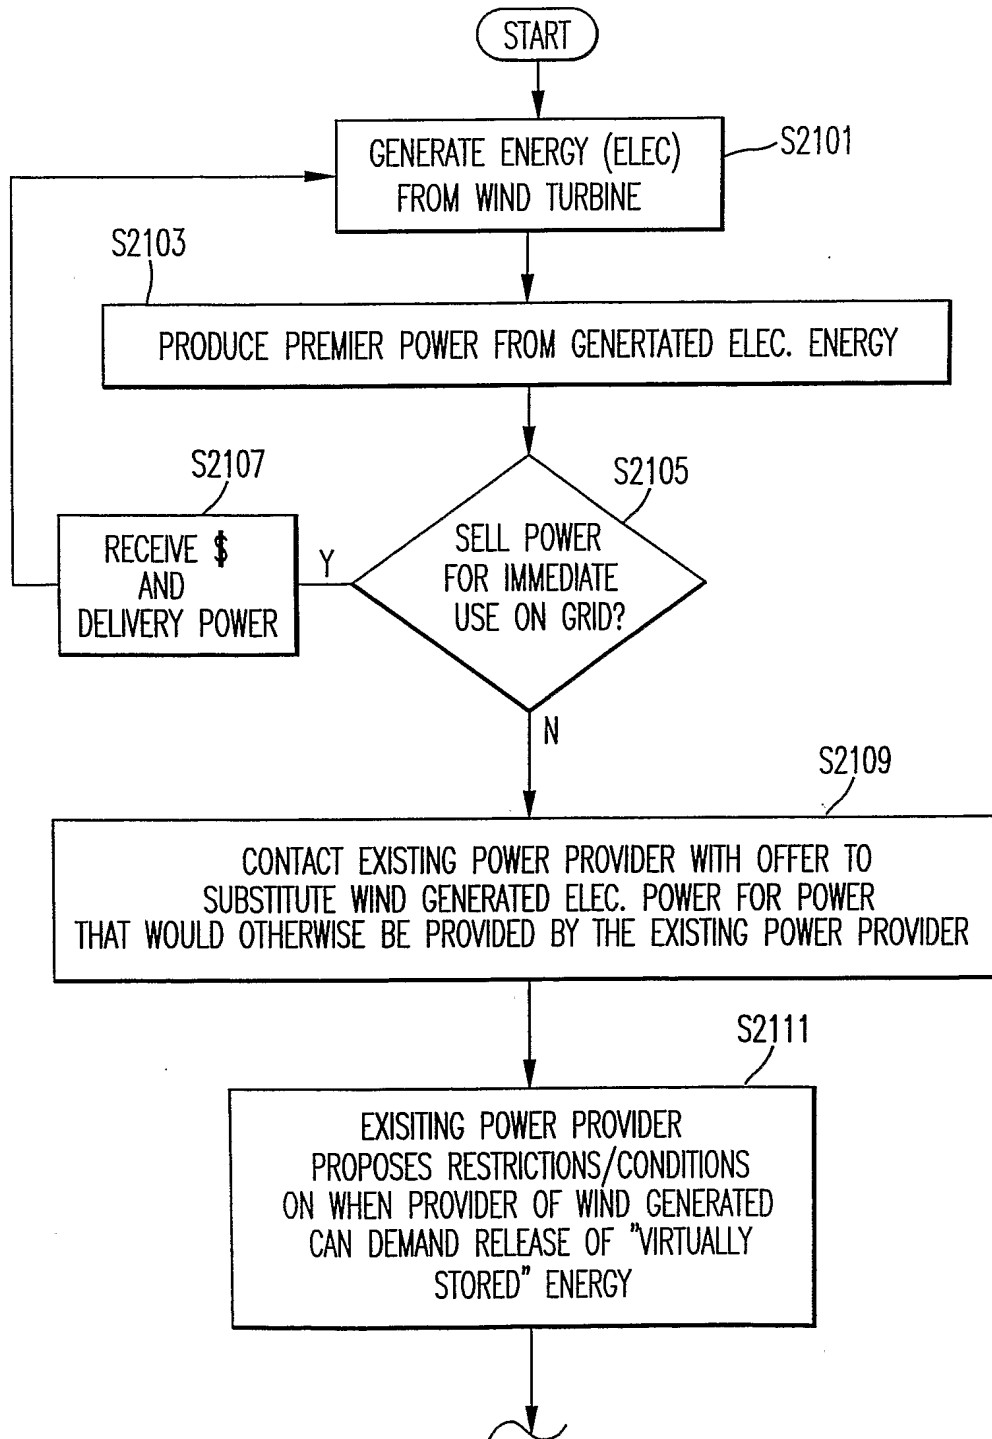 START
GENERATE ENERGY (ELEC)
FROM WIND TURBINE
S2101
S2103
PRODUCE PREMIER POWER FROM GENERTATED ELEC. ENERGY
S2107
RECEIVE $
AND
DELIVERY POWER
Y
S2105
SELL POWER
FOR IMMEDIATE
USE ON GRID?
N
S2109
CONTACT EXISTING POWER PROVIDER WITH OFFER TO
SUBSTITUTE WIND GENERATED ELEC. POWER FOR POWER
THAT WOULD OTHERWISE BE PROVIDED BY THE EXISTING POWER PROVIDER
S2111
EXISITING POWER PROVIDER
PROPOSES RESTRICTIONS/CONDITIONS
ON WHEN PROVIDER OF WIND GENERATED
CAN DEMAND RELEASE OF "VIRTUALLY
STORED" ENERGY